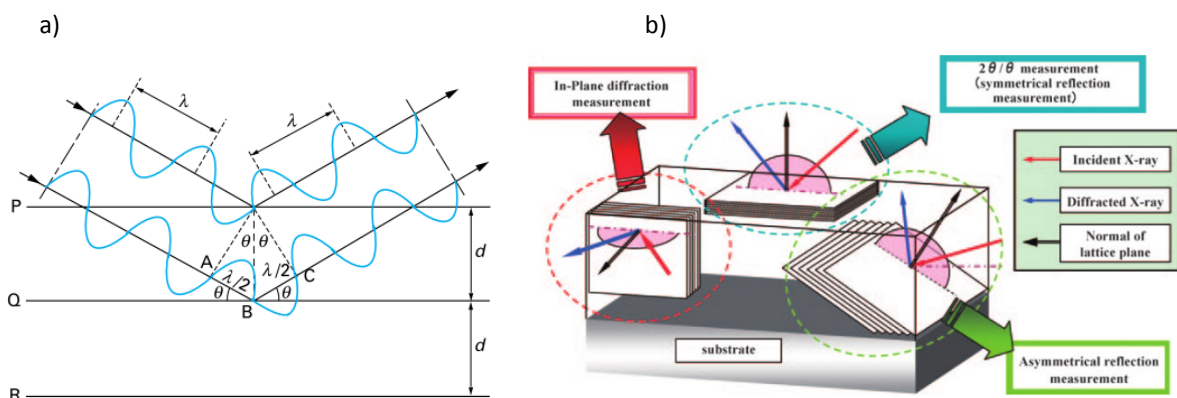 a)
b)
λ
λ
P
θ θ
d
A
λ/2
λ/2
C
Q
θ
θ
B
d
R
In-Plane diffraction
measurement
2θ/θ measurement
(symmetrical reflection
measurement)
Incident X-ray
Diffracted X-ray
Normal of
lattice plane
substrate
Asymmetrical reflection
measurement